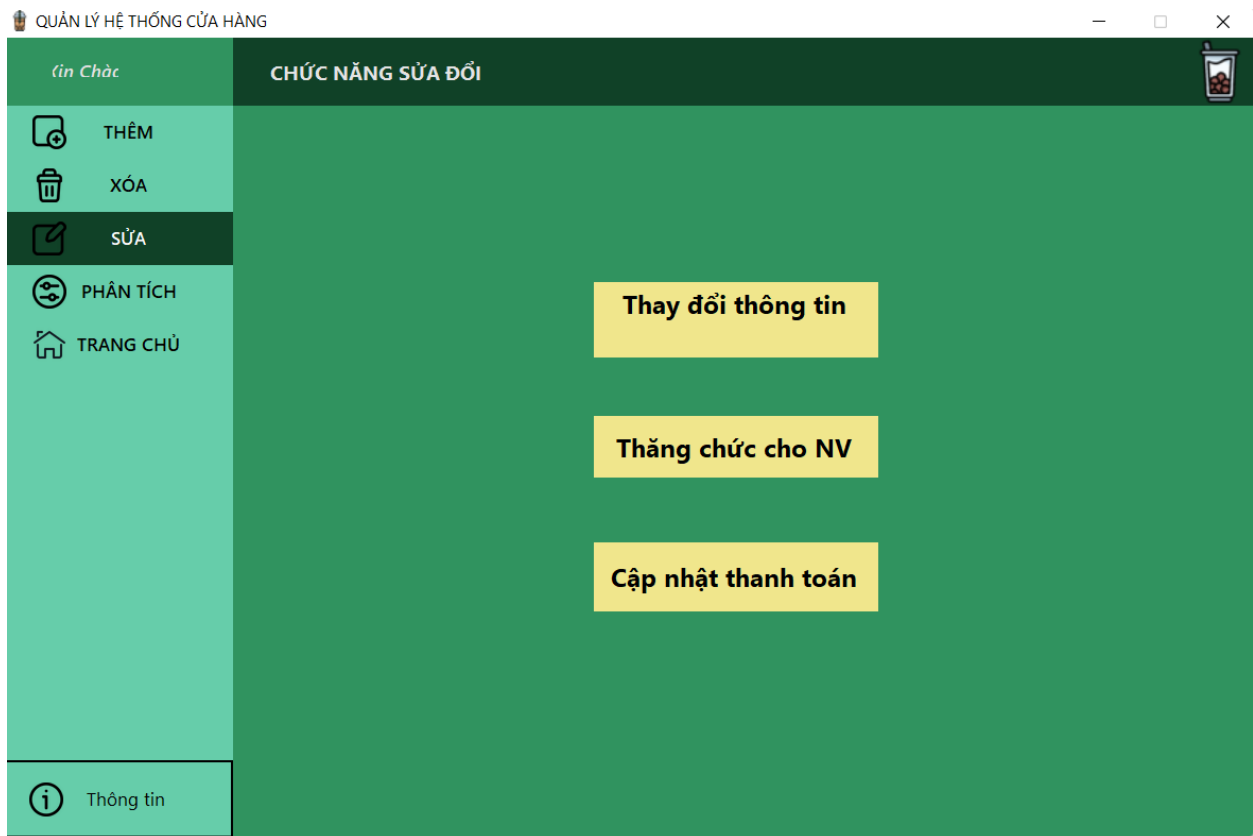 QUẢN LÝ HỆ THỐNG CỬA HÀNG
CHỨC NĂNG SỬA ĐỔI
THÊM
XÓA
SỬA
PHÂN TÍCH
TRANG CHỦ
Thay đổi thông tin
Thăng chức cho NV
Cập nhật thanh toán
Thông tin